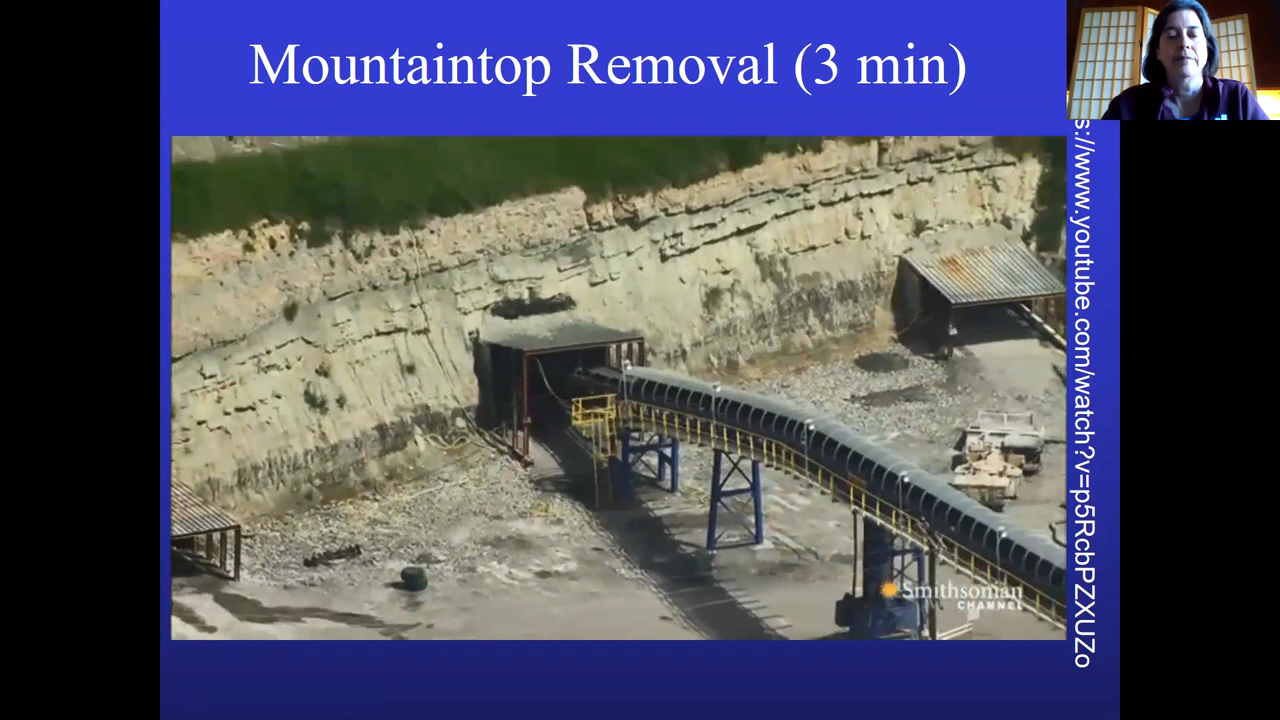 Mountaintop Removal (3 min)
s://www.youtube.com/watch?v=p5RcbPZXUZo
Smithsonian
CHANNEL